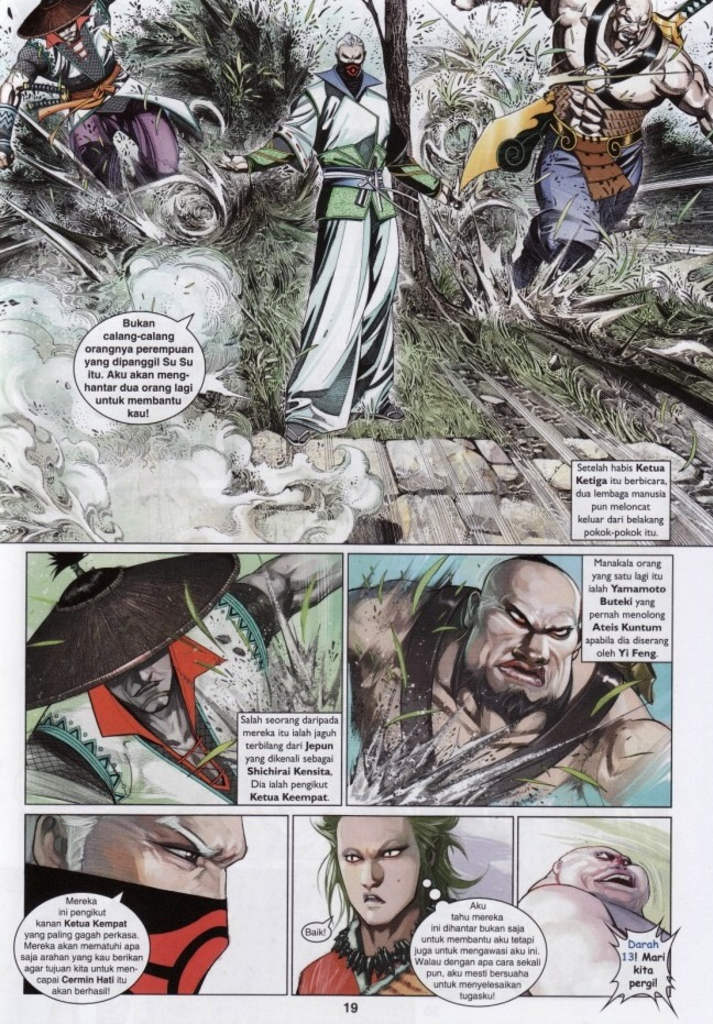 Bukan
calang-calang
orangnya perempuan
yang dipanggil Su Su
itu. Aku akan meng-
hantar dua orang lagi
untuk membantu
kau!
Setelah habis Ketua
Ketiga itu berbicara,
dua lembaga manusia
pun meloncat
keluar dari belakang
pokok-pokok itu.
Salah seorang daripada
mereka itu ialah jaguh
terbilang dari Jepun
yang dikenali sebagai
Shichirai Kensita,
Dia ialah pengikut
Ketua Keempat.
Manakala orang
yang satu lagi itu
ialah Yamamoto
Buteki yang
pernah menolong
Ateis Kuntum
apabila dia diserang
oleh Yi Feng.
Mereka
ini pengikut
kanan Ketua Kempat
yang paling gagah perkasa.
Mereka akan mematuhi apa
saja arahan yang kau berikan
agar tujuan kita untuk men-
capai Cermin Hati itu
akan berhasil!
Baik!
Aku
tahu mereka
ini dihantar bukan saja
untuk membantu aku tetapi
juga untuk mengawasi aku ini.
Walau dengan apa cara sekali
pun, aku mesti bersuaha
menyelesaikan
tugasku!
Darah
13! Mari
kita
pergi!
19